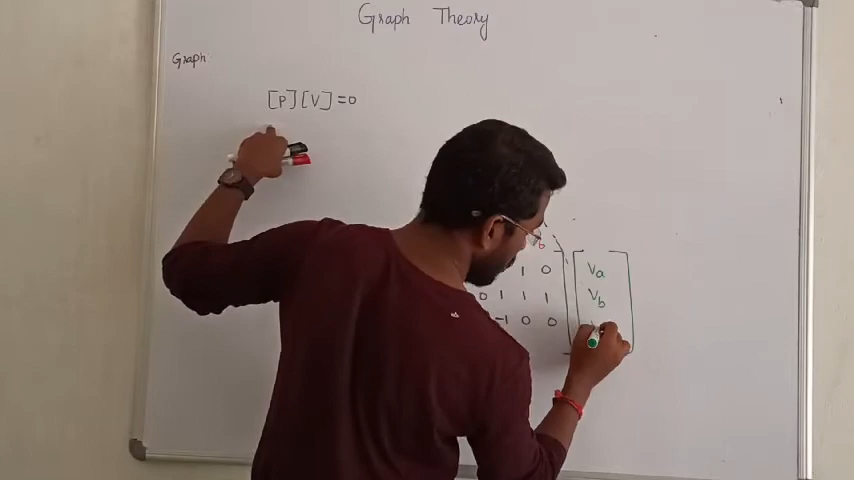 Graph Theory
Graph
[P][V]=0
b
1 0 Va
0 1 1 1 Vb
-1 0 0